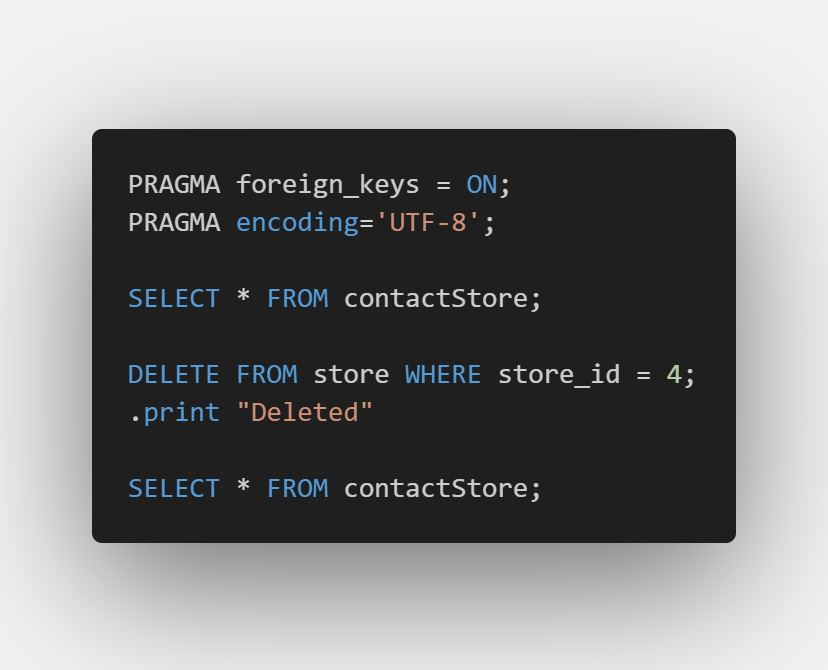 PRAGMA foreign_keys = ON;
PRAGMA encoding='UTF-8';
SELECT * FROM contactStore;
DELETE FROM store WHERE store_id = 4;
.print "Deleted"
SELECT * FROM contactStore;